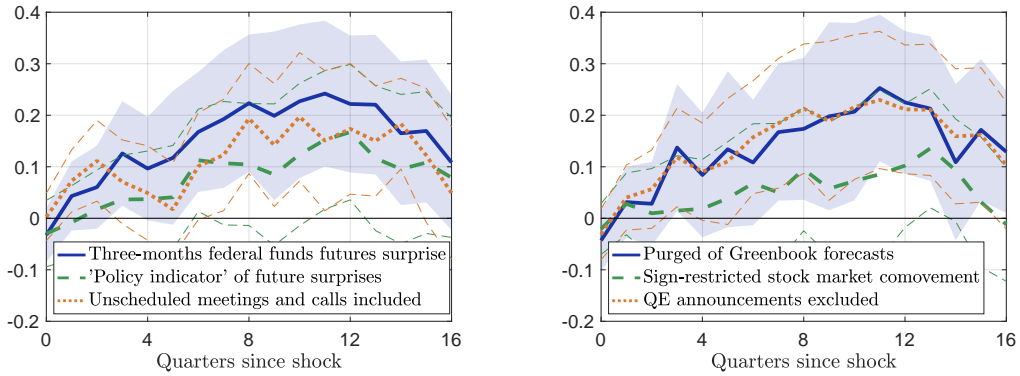 0.4
0.3
0.2
0.1
0
-0.1
-0.2
Three-months federal funds futures surprise
'Policy indicator' of future surprises
Unscheduled meetings and calls included
0 4 8 12 16
Quarters since shock
0.4
0.3
0.2
0.1
0
-0.1
-0.2
Purged of Greenbook forecasts
Sign-restricted stock market comovement
QE announcements excluded
0 4 8 12 16
Quarters since shock